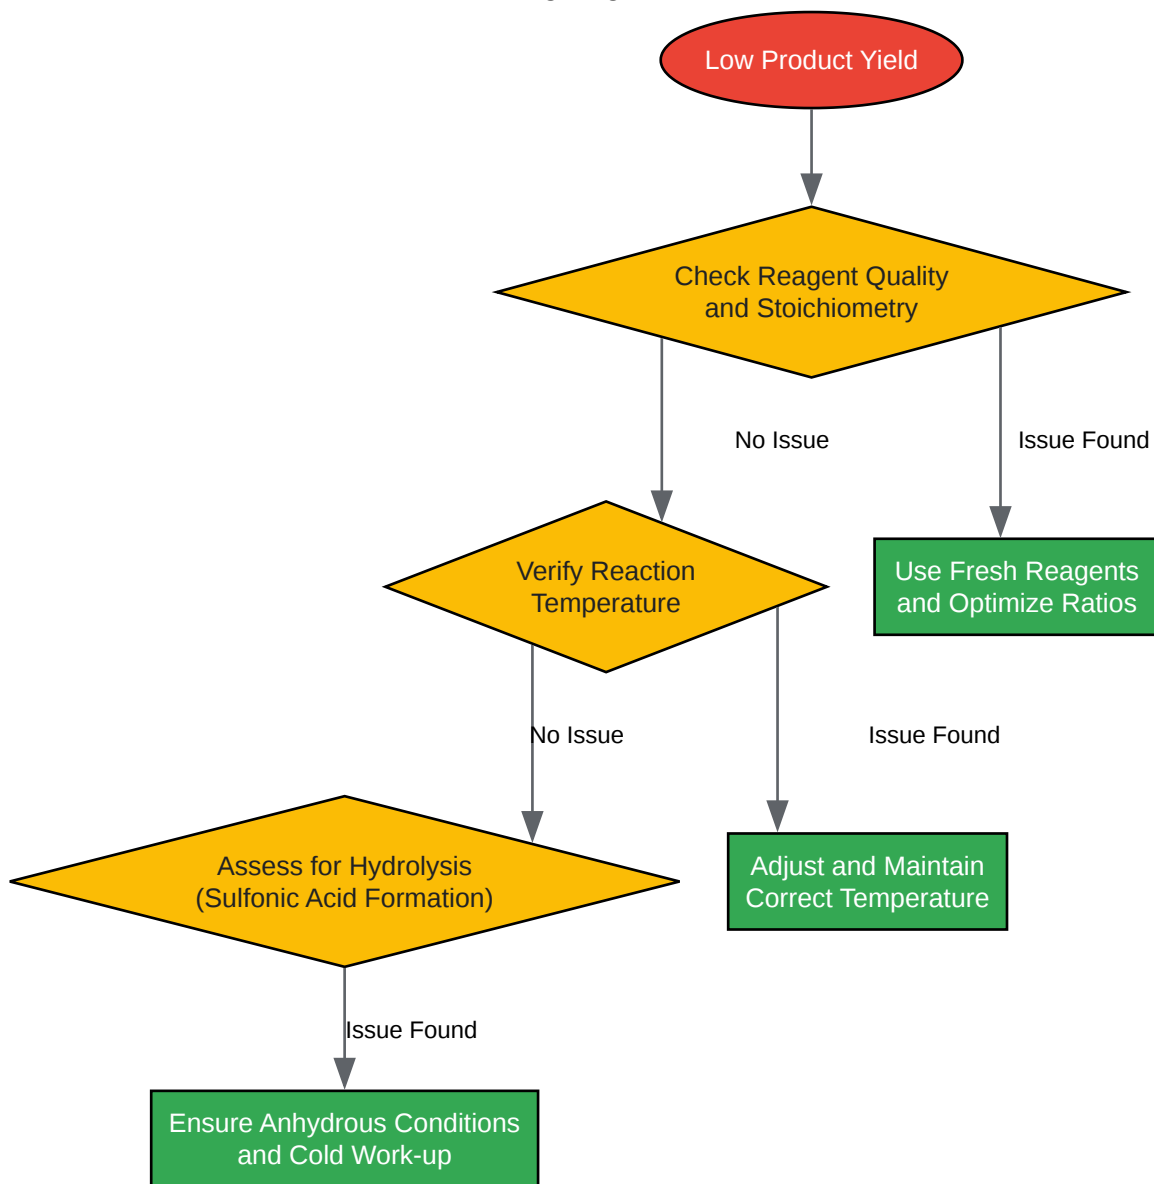 Low Product Yield
Check Reagent Quality
and Stoichiometry
No Issue
Issue Found
Verify Reaction
Temperature
Use Fresh Reagents
and Optimize Ratios
No Issue
Issue Found
Assess for Hydrolysis
(Sulfonic Acid Formation)
Adjust and Maintain
Correct Temperature
Issue Found
Ensure Anhydrous Conditions
and Cold Work-up